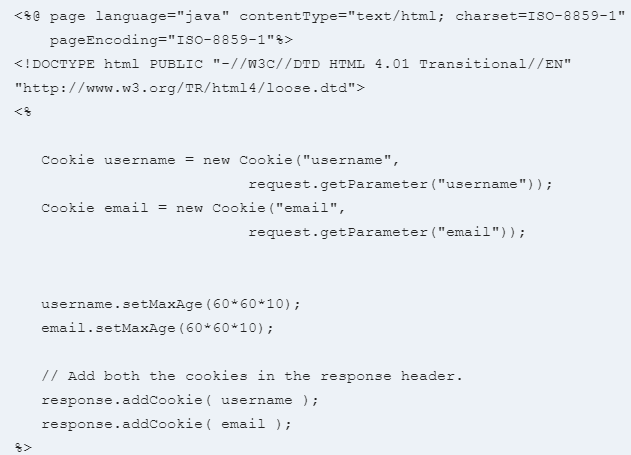 <%@ page language="java" contentType="text/html; charset=ISO-8859-1"
    pageEncoding="ISO-8859-1"%>
<!DOCTYPE html PUBLIC "-//W3C//DTD HTML 4.01 Transitional//EN"
"http://www.w3.org/TR/html4/loose.dtd">
<%
   Cookie username = new Cookie("username",
                          request.getParameter("username"));
   Cookie email = new Cookie("email",
                          request.getParameter("email"));
   username.setMaxAge(60*60*10);
   email.setMaxAge(60*60*10);
   // Add both the cookies in the response header.
   response.addCookie( username );
   response.addCookie( email );
%>